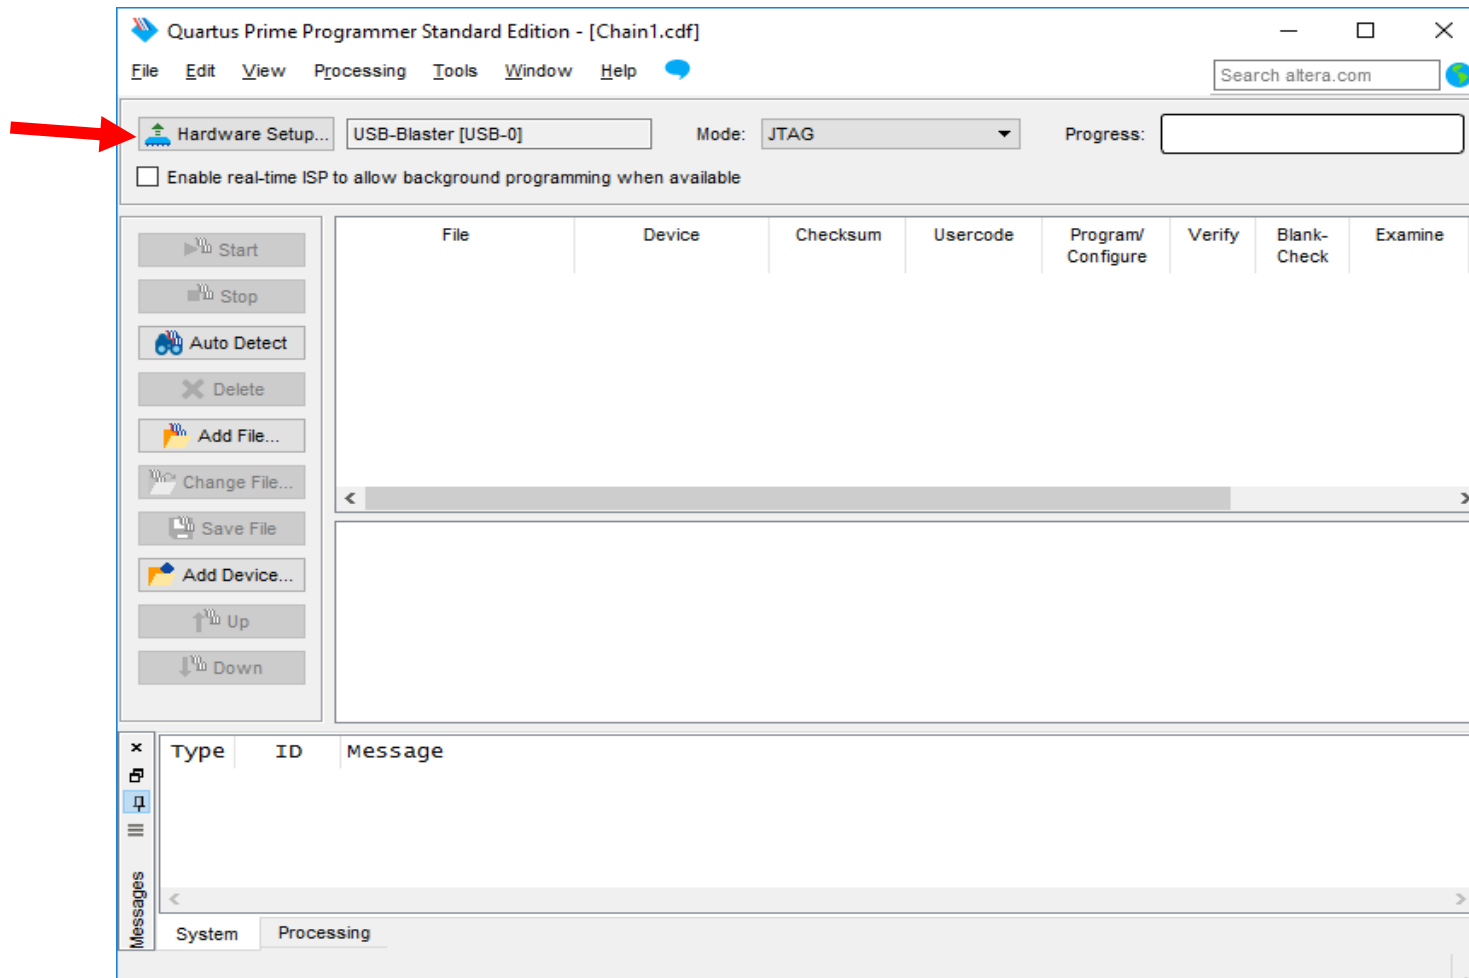 Quartus Prime Programmer Standard Edition - [Chain1.cdf]
File Edit View Processing Tools Window Help
Search altera.com
Hardware Setup... USB-Blaster [USB-0] Mode: JTAG Progress:
Enable real-time ISP to allow background programming when available
File Device Checksum Usercode Program/ Verify Blank- Examine
Configure Check
Start
Stop
Auto Detect
Delete
Add File...
Change File...
Save File
Add Device...
Up
Down
Type ID Message
Messages
System Processing